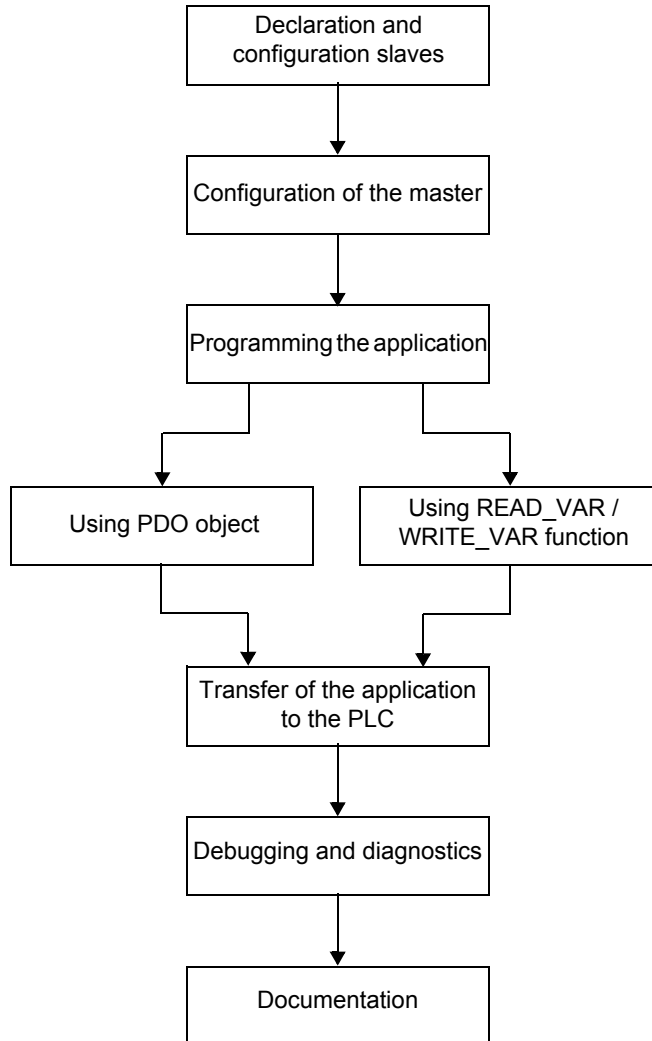 Declaration and
configuration slaves
Configuration of the master
Programming the application
Using PDO object
Using READ_VAR /
WRITE_VAR function
Transfer of the application
to the PLC
Debugging and diagnostics
Documentation